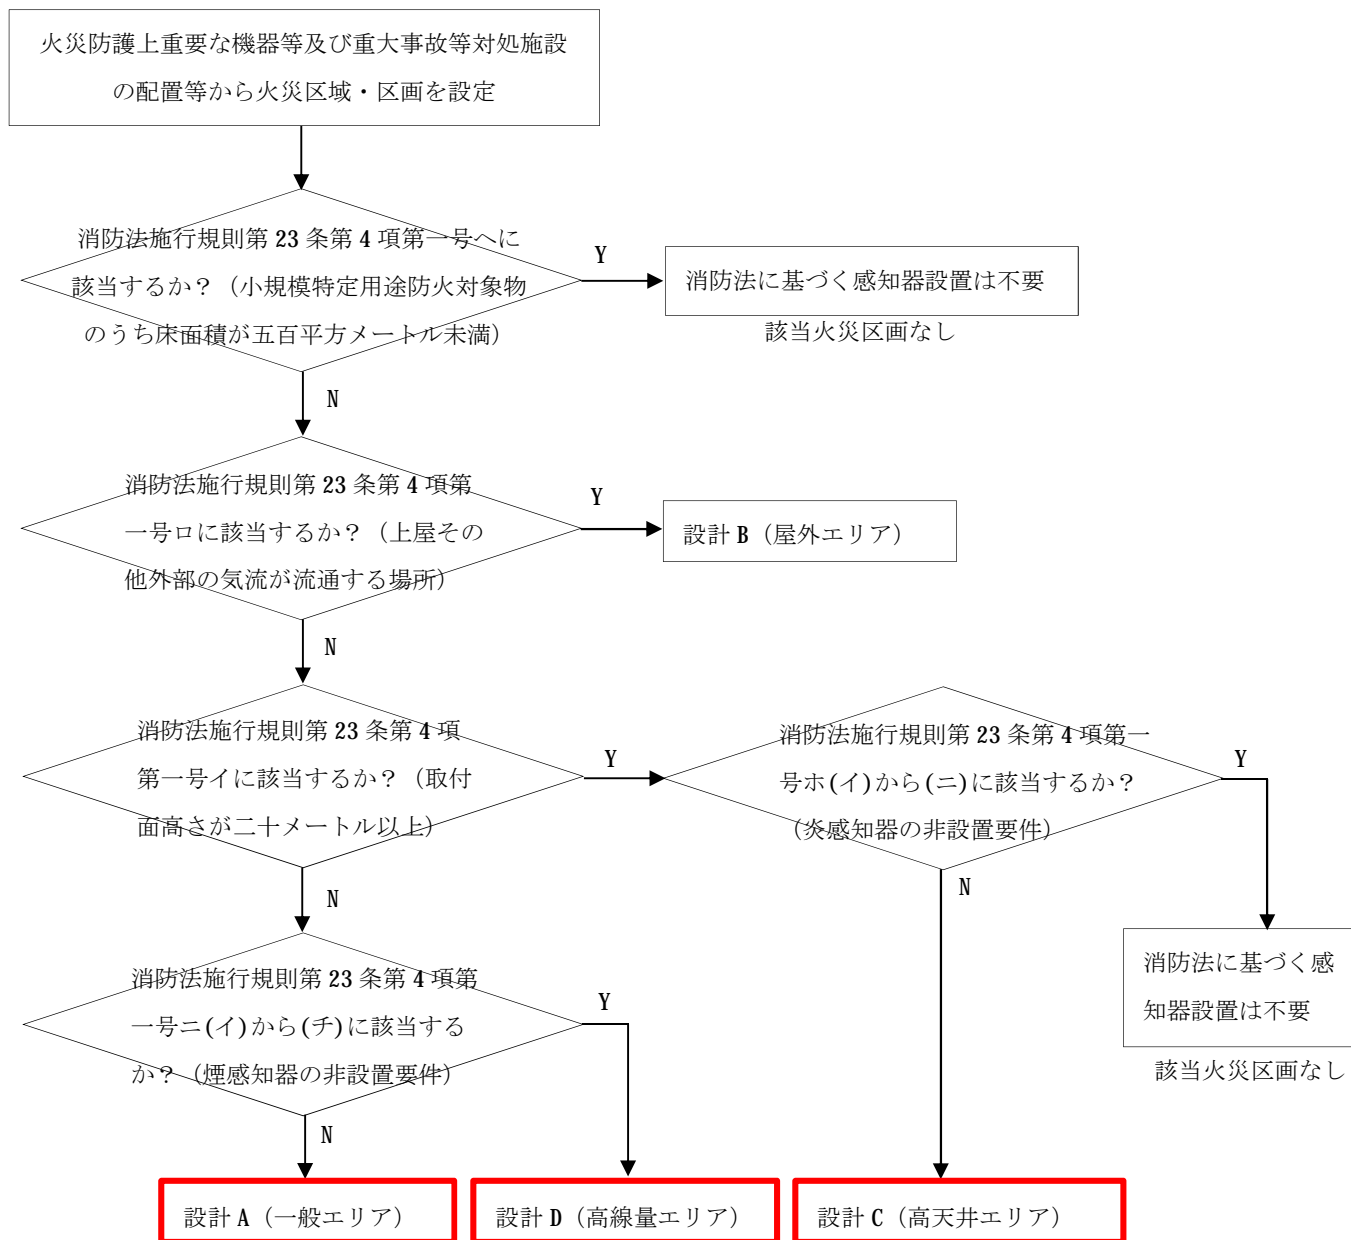 火災防護上重要な機器等及び重大事故等対処施設
の配置等から火災区域・区画を設定
消防法施行規則第 23 条第 4 項第一号ヘに
該当するか？（小規模特定用途防火対象物
のうち床面積が五百平方メートル未満）
Y
消防法に基づく感知器設置は不要
該当火災区画なし
N
消防法施行規則第 23 条第 4 項第
一号ロに該当するか？（上屋その
他外部の気流が流通する場所）
Y
設計 B（屋外エリア）
N
消防法施行規則第 23 条第 4 項
第一号イに該当するか？（取付
面高さが二十メートル以上）
Y
消防法施行規則第 23 条第 4 項第一
号ホ(イ)から(ニ)に該当するか？
（炎感知器の非設置要件）
Y
N
N
消防法に基づく感
知器設置は不要
該当火災区画なし
消防法施行規則第 23 条第 4 項第
一号ニ(イ)から(チ)に該当する
か？（煙感知器の非設置要件）
Y
N
設計 A（一般エリア）
設計 D（高線量エリア）
設計 C（高天井エリア）